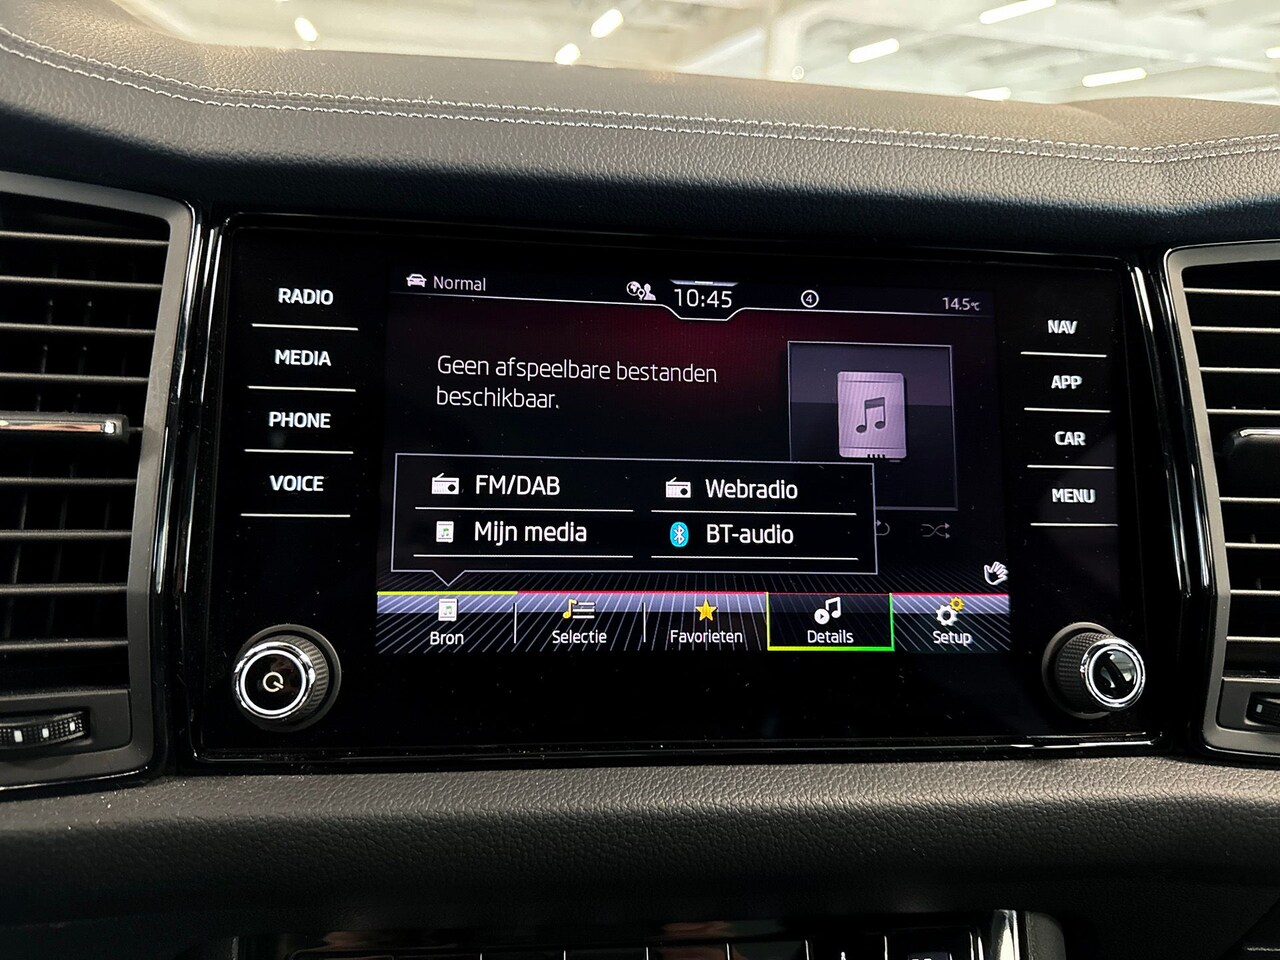 RADIO
MEDIA
PHONE
VOICE
Normal
10:45
4
14.5°C
Geen afspeelbare bestanden
beschikbaar.
FM/DAB
Webradio
Mijn media
BT-audio
Bron
Selectie
Favorieten
Details
Setup
NAV
APP
CAR
MENU